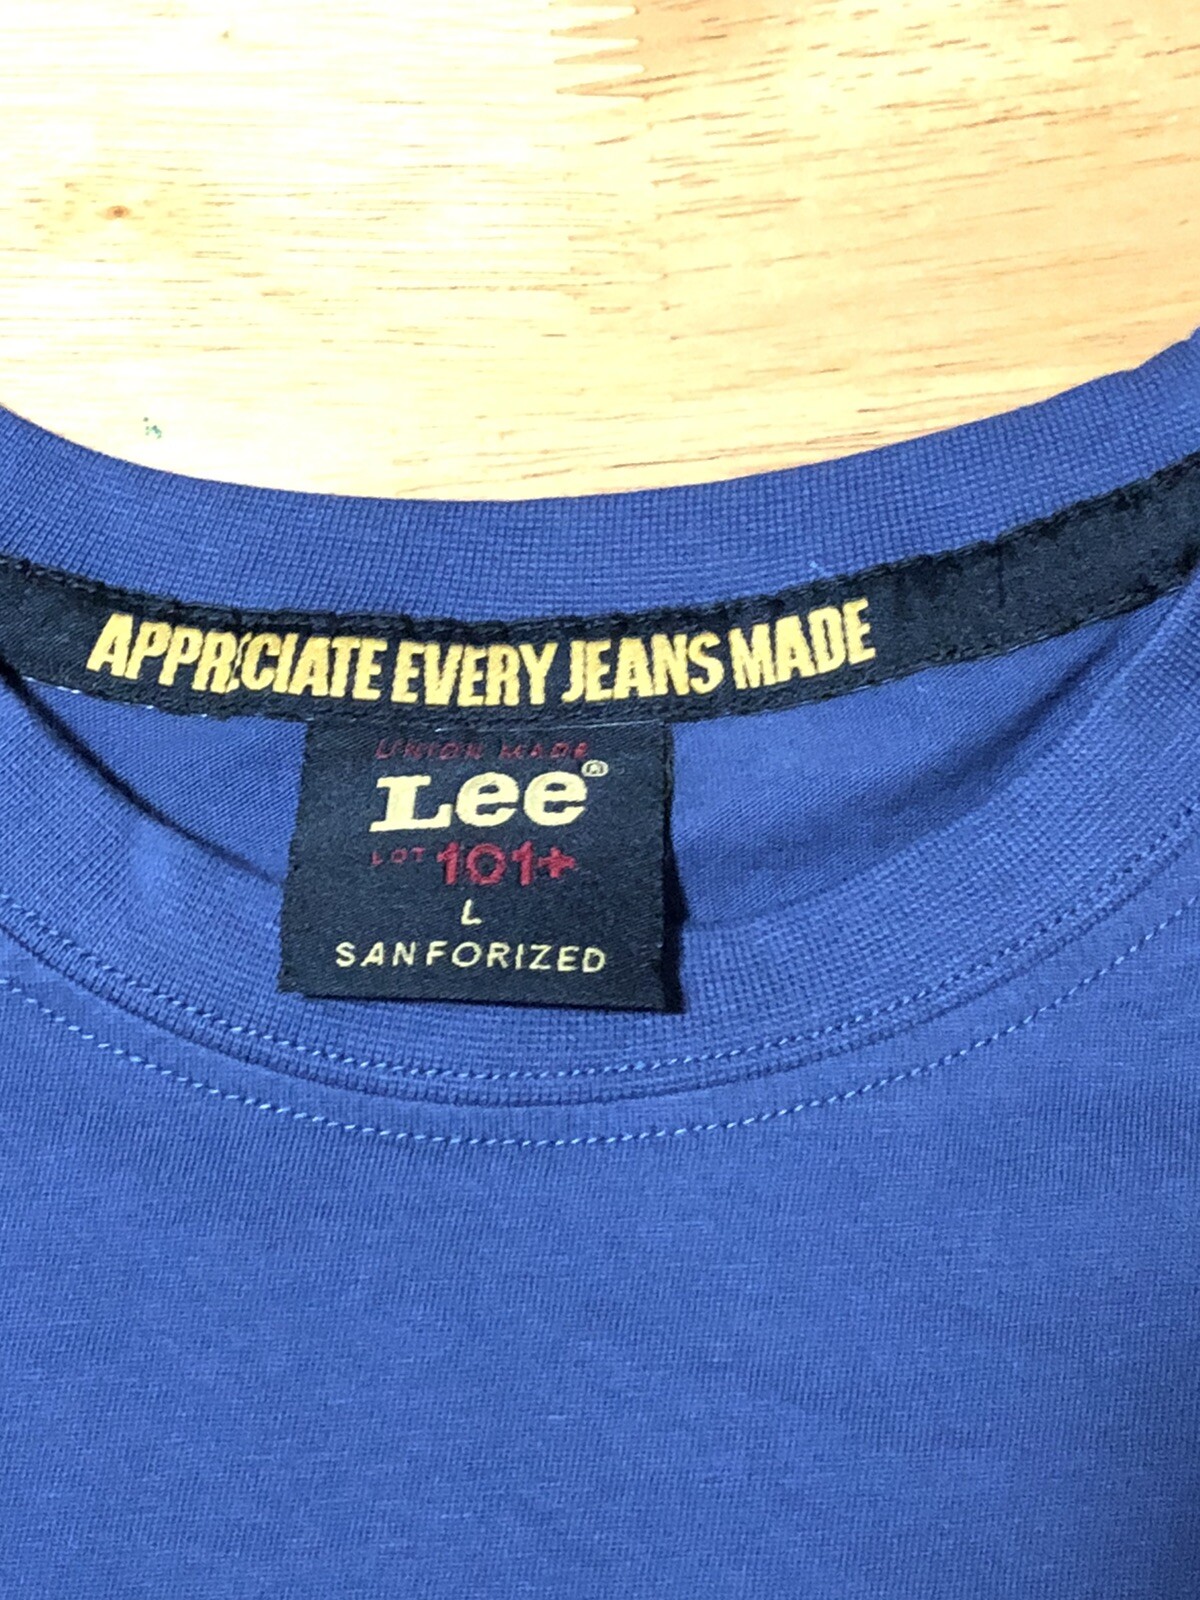 APPRECIATE EVERY JEANS MADE
UNION MADE
Lee®
LOT 101+
L
SANFORIZED